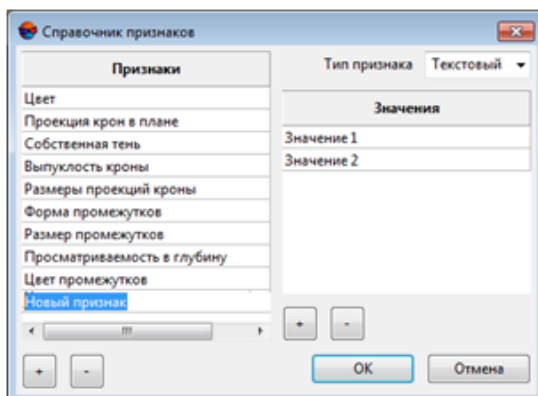 Справочник признаков
Признаки
Цвет
Проекция крон в плане
Собственная тень
Выпуклость кроны
Размеры проекций кроны
Форма промежутков
Размер промежутков
Просматриваемость в глубину
Цвет промежутков
Новый признак
+ -
Тип признака Текстовый
Значения
Значение 1
Значение 2
+ -
OK Отмена